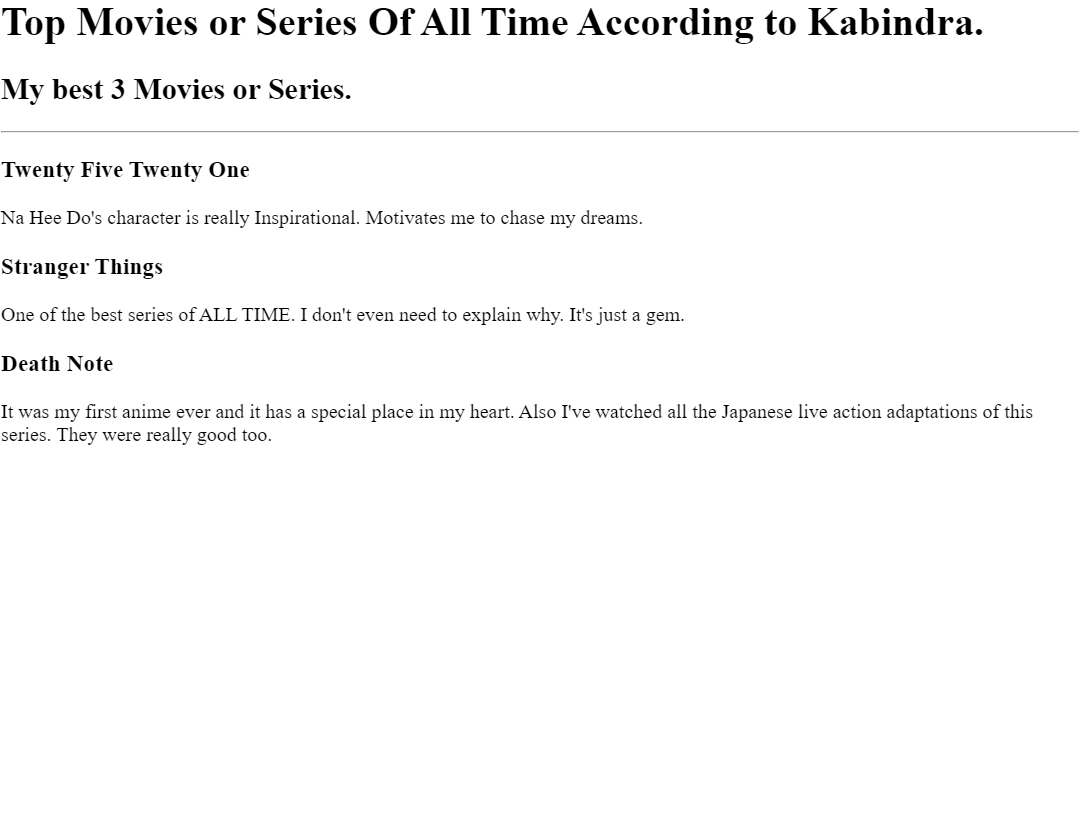 Top Movies or Series Of All Time According to Kabindra.
My best 3 Movies or Series.
Twenty Five Twenty One
Na Hee Do's character is really Inspirational. Motivates me to chase my dreams.
Stranger Things
One of the best series of ALL TIME. I don't even need to explain why. It's just a gem.
Death Note
It was my first anime ever and it has a special place in my heart. Also I've watched all the Japanese live action adaptations of this
series. They were really good too.